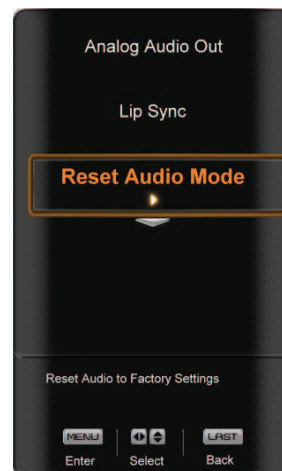 Analog Audio Out
Lip Sync
Reset Audio Mode
Reset Audio to Factory Settings
MENU LAST
Enter Select Back